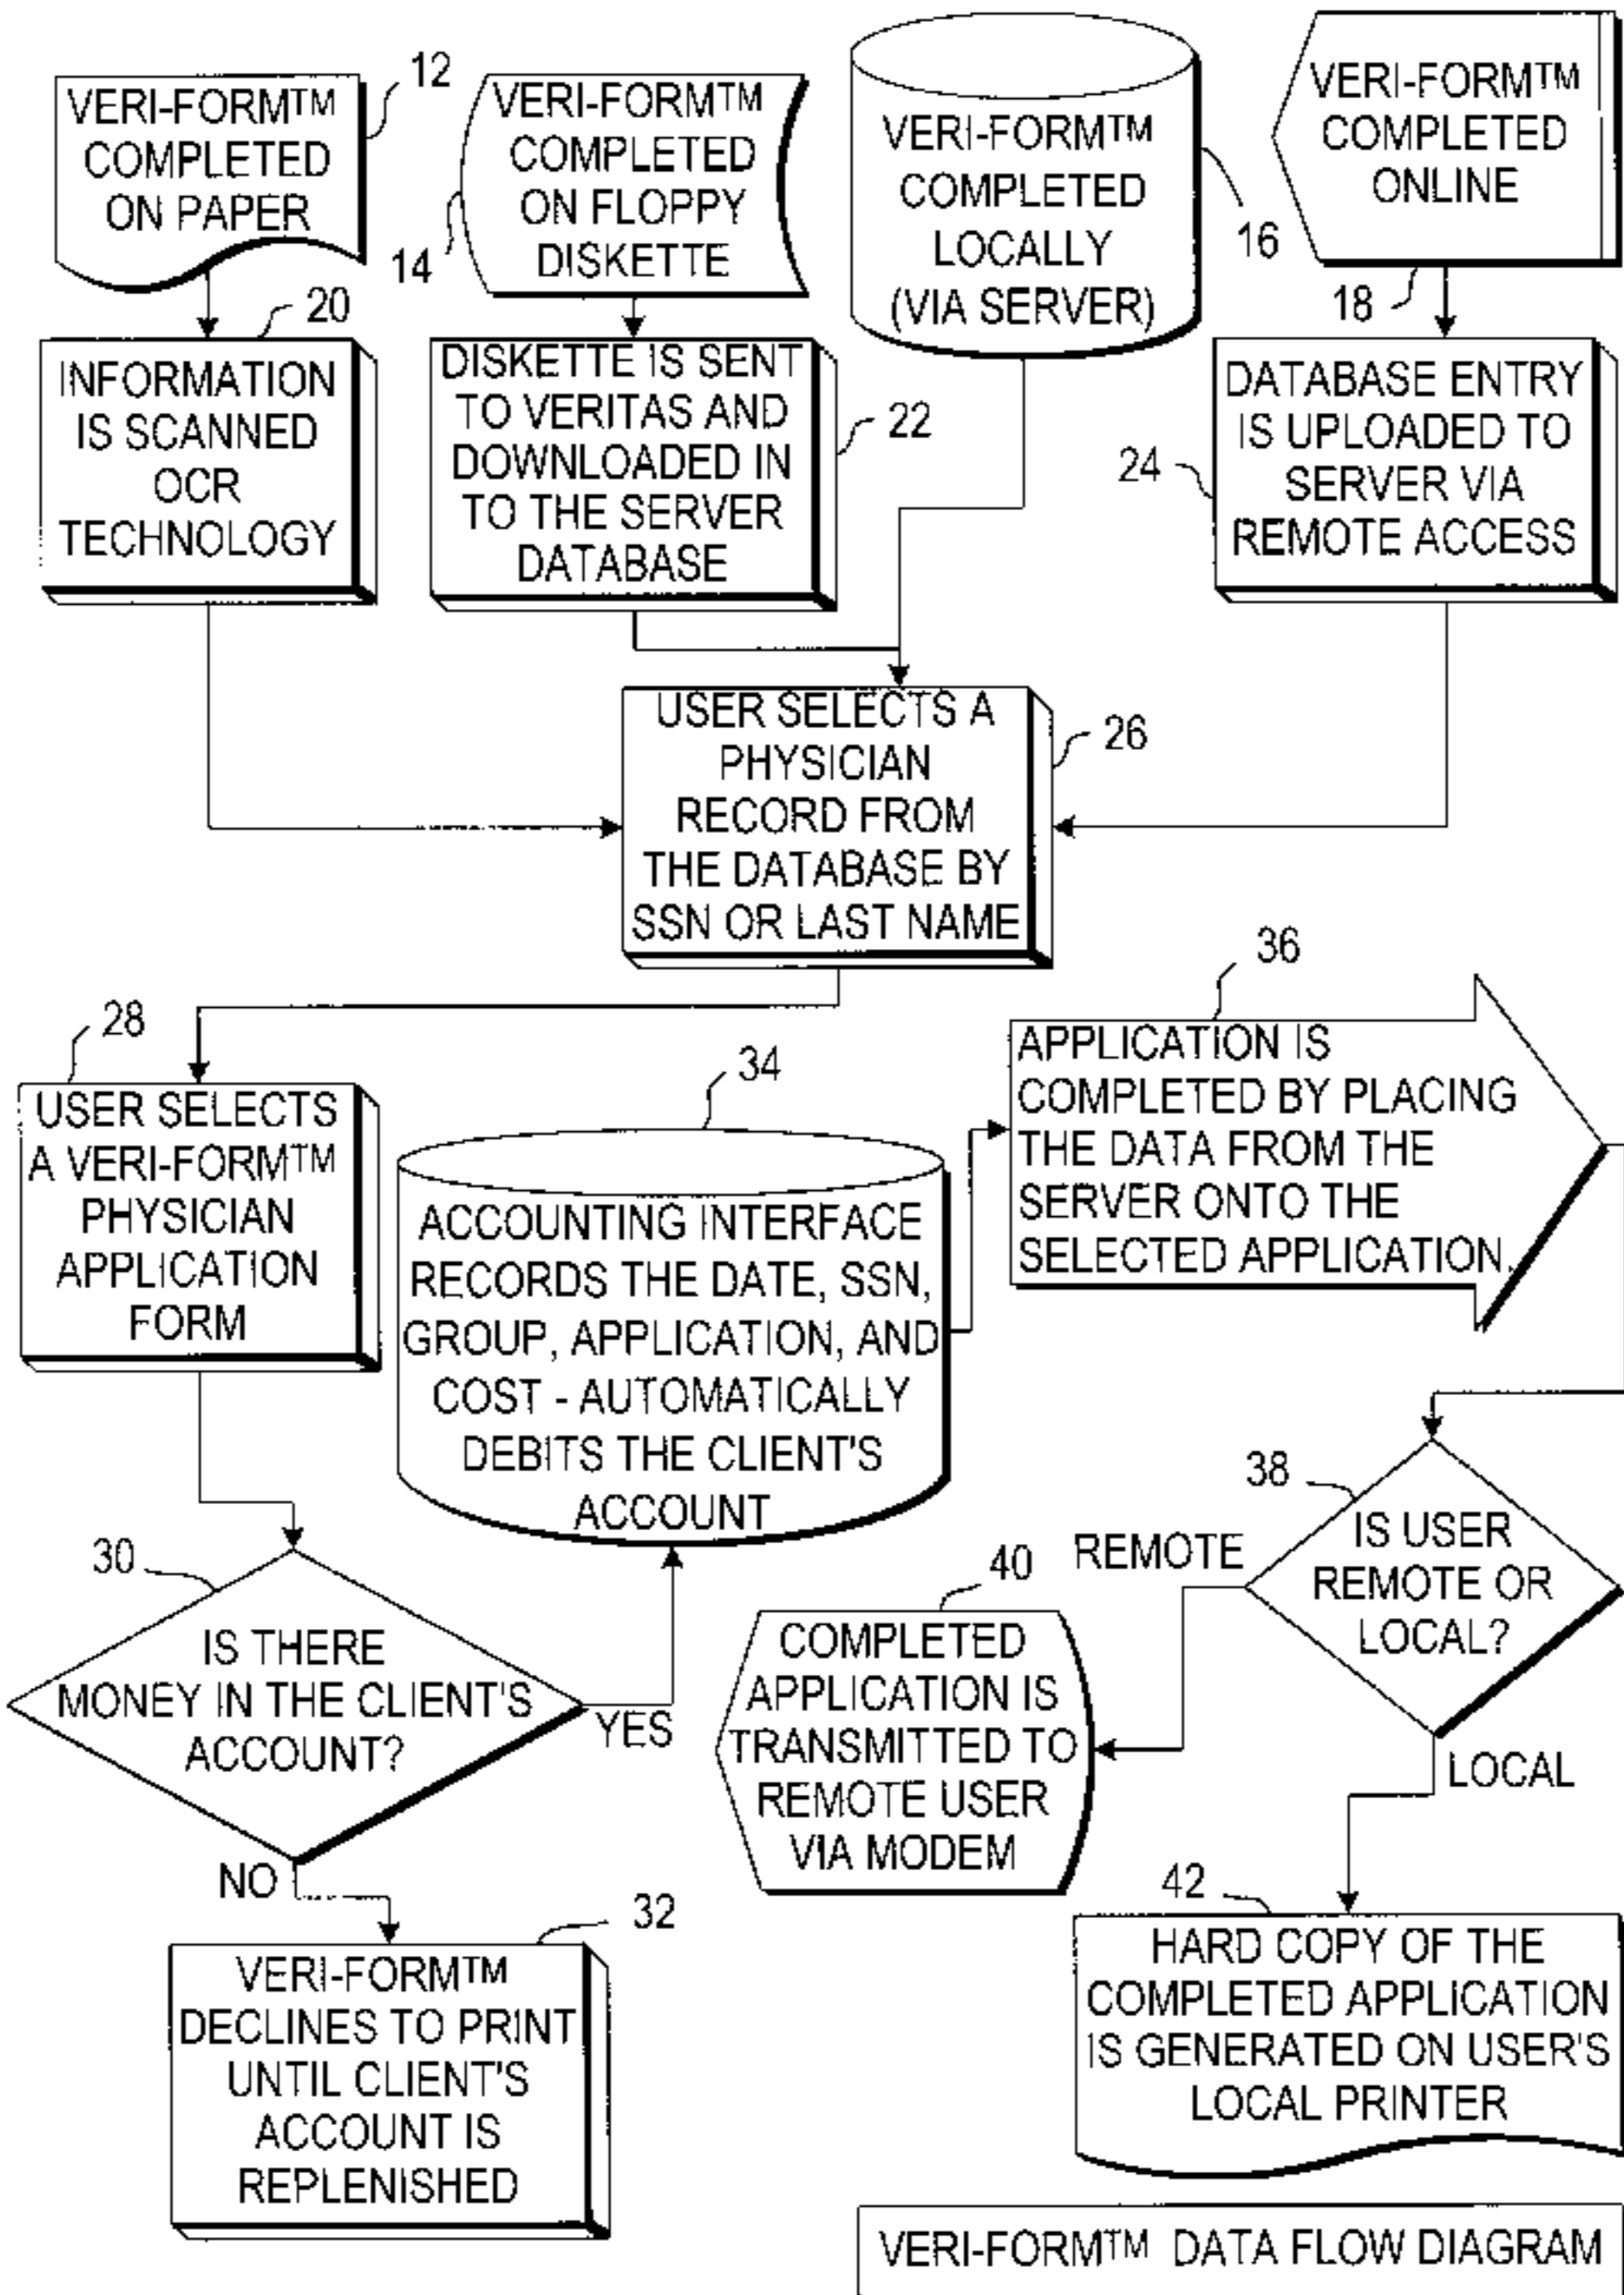 12
VERI-FORM™
COMPLETED
ON PAPER
14
VERI-FORM™
COMPLETED
ON FLOPPY
DISKETTE
VERI-FORM™
COMPLETED
LOCALLY
(VIA SERVER)
16
VERI-FORM™
COMPLETED
ONLINE
18
20
INFORMATION
IS SCANNED
OCR
TECHNOLOGY
DISKETTE IS SENT
TO VERITAS AND
DOWNLOADED IN
TO THE SERVER
DATABASE
22
24
DATABASE ENTRY
IS UPLOADED TO
SERVER VIA
REMOTE ACCESS
USER SELECTS A
PHYSICIAN
RECORD FROM
THE DATABASE BY
SSN OR LAST NAME
26
28
USER SELECTS
A VERI-FORM™
PHYSICIAN
APPLICATION
FORM
34
ACCOUNTING INTERFACE
RECORDS THE DATE, SSN,
GROUP, APPLICATION, AND
COST - AUTOMATICALLY
DEBITS THE CLIENT'S
ACCOUNT
36
APPLICATION IS
COMPLETED BY PLACING
THE DATA FROM THE
SERVER ONTO THE
SELECTED APPLICATION.
30
IS THERE
MONEY IN THE CLIENT'S
ACCOUNT?
YES
NO
38
IS USER
REMOTE OR
LOCAL?
REMOTE
LOCAL
40
COMPLETED
APPLICATION IS
TRANSMITTED TO
REMOTE USER
VIA MODEM
32
VERI-FORM™
DECLINES TO PRINT
UNTIL CLIENT'S
ACCOUNT IS
REPLENISHED
42
HARD COPY OF THE
COMPLETED APPLICATION
IS GENERATED ON USER'S
LOCAL PRINTER
VERI-FORM™ DATA FLOW DIAGRAM